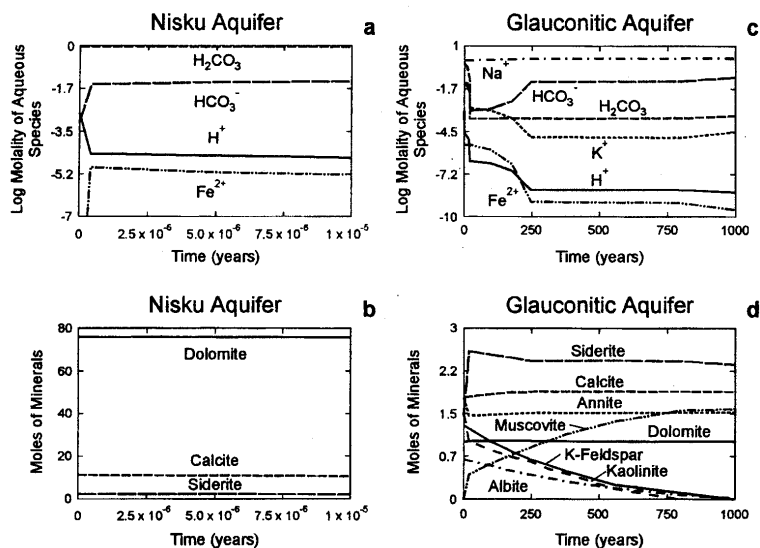 Nisku Aquifer
a
Log Molality of Aqueous Species
0
-1.7
-3.5
-5.2
-7
H₂CO₃
HCO₃⁻
H⁺
Fe²⁺
0
2.5 x 10⁻⁶
5.0 x 10⁻⁶
7.5 x 10⁻⁶
1 x 10⁻⁵
Time (years)
Glauconitic Aquifer
c
Log Molality of Aqueous Species
1
-1.7
-4.5
-7.2
-10
Na⁺
HCO₃⁻
H₂CO₃
K⁺
H⁺
Fe²⁺
0
250
500
750
1000
Time (years)
Nisku Aquifer
b
Moles of Minerals
80
60
40
20
0
Dolomite
Calcite
Siderite
0
2.5 x 10⁻⁶
5.0 x 10⁻⁶
7.5 x 10⁻⁶
1 x 10⁻⁵
Time (years)
Glauconitic Aquifer
d
Moles of Minerals
3
2.2
1.5
0.7
0
Siderite
Calcite
Annite
Muscovite
Dolomite
K-Feldspar
Kaolinite
Albite
0
250
500
750
1000
Time (years)